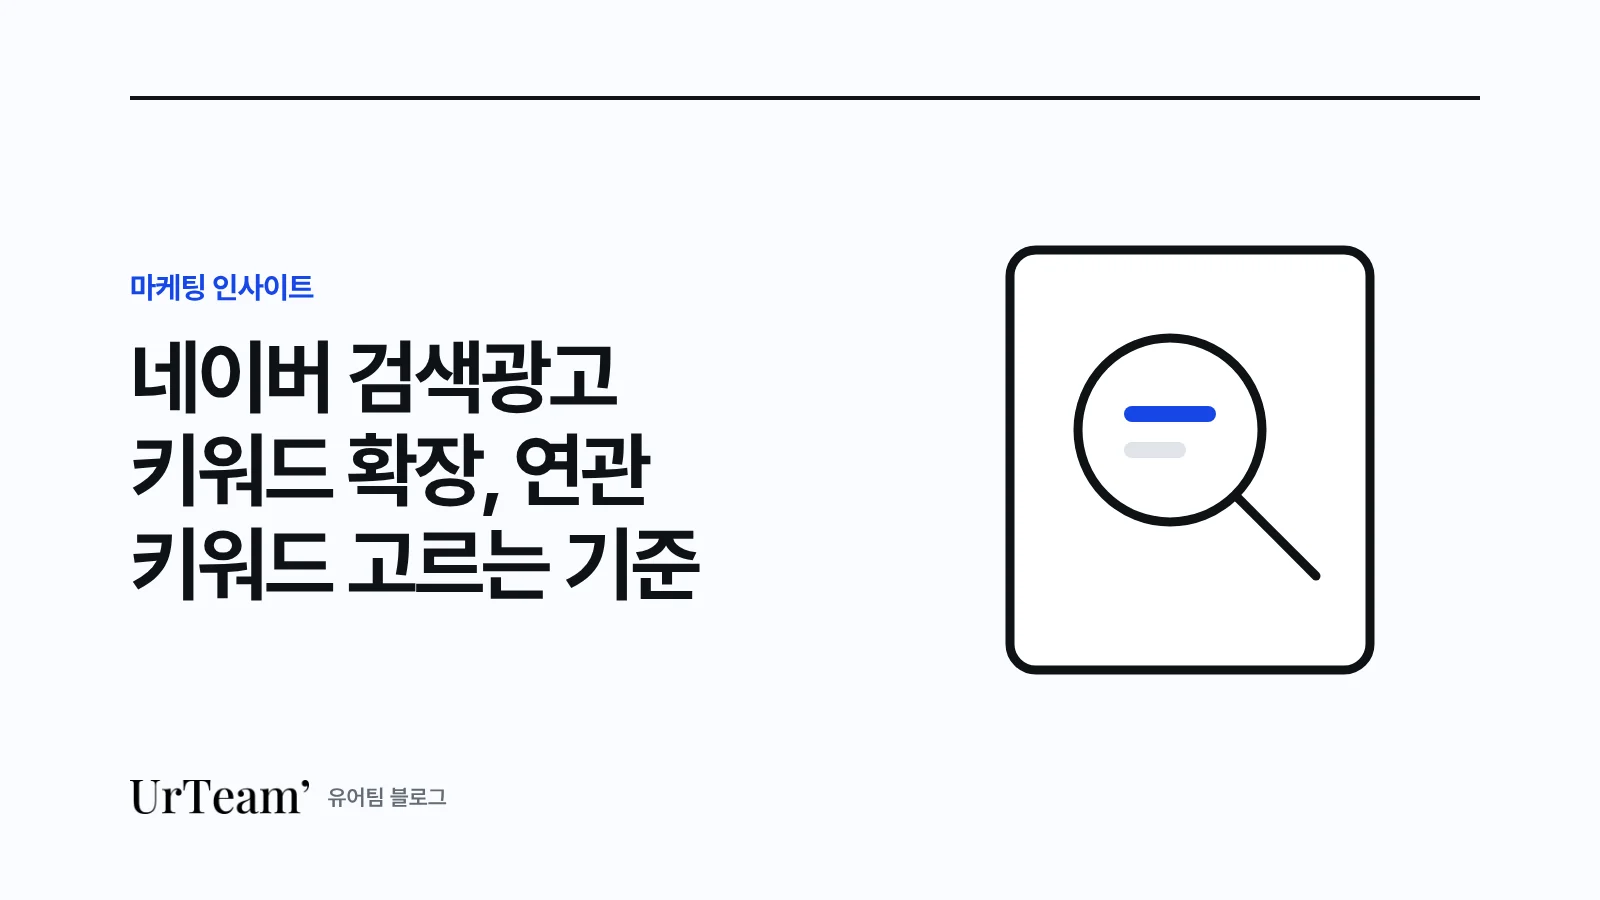 마케팅 인사이트
네이버 검색광고
키워드 확장, 연관
키워드 고르는 기준
UrTeam’ 유어팀 블로그